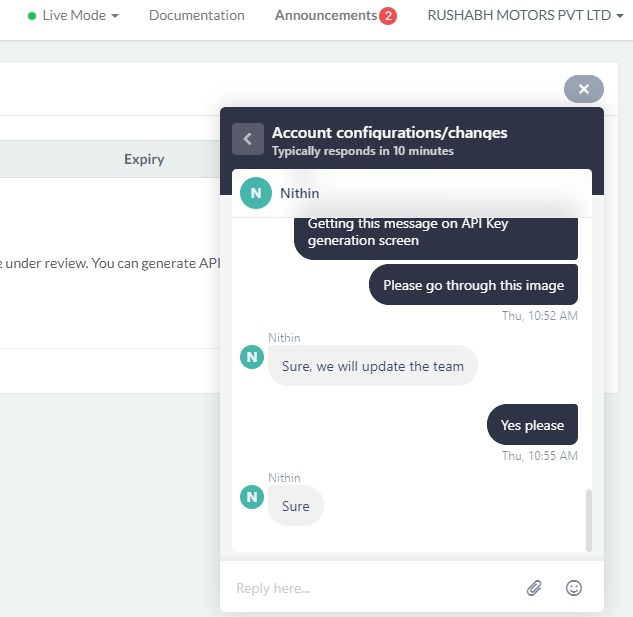 Live Mode Documentation Announcements 2 RUSHABH MOTORS PVT LTD
Account configurations/changes
Typically responds in 10 minutes
Expiry
N Nithin
Getting this message on API Key
generation screen
under review. You can generate API
Please go through this image
Thu, 10:52 AM
Nithin
N Sure, we will update the team
Yes please
Thu, 10:55 AM
Nithin
N Sure
Reply here...